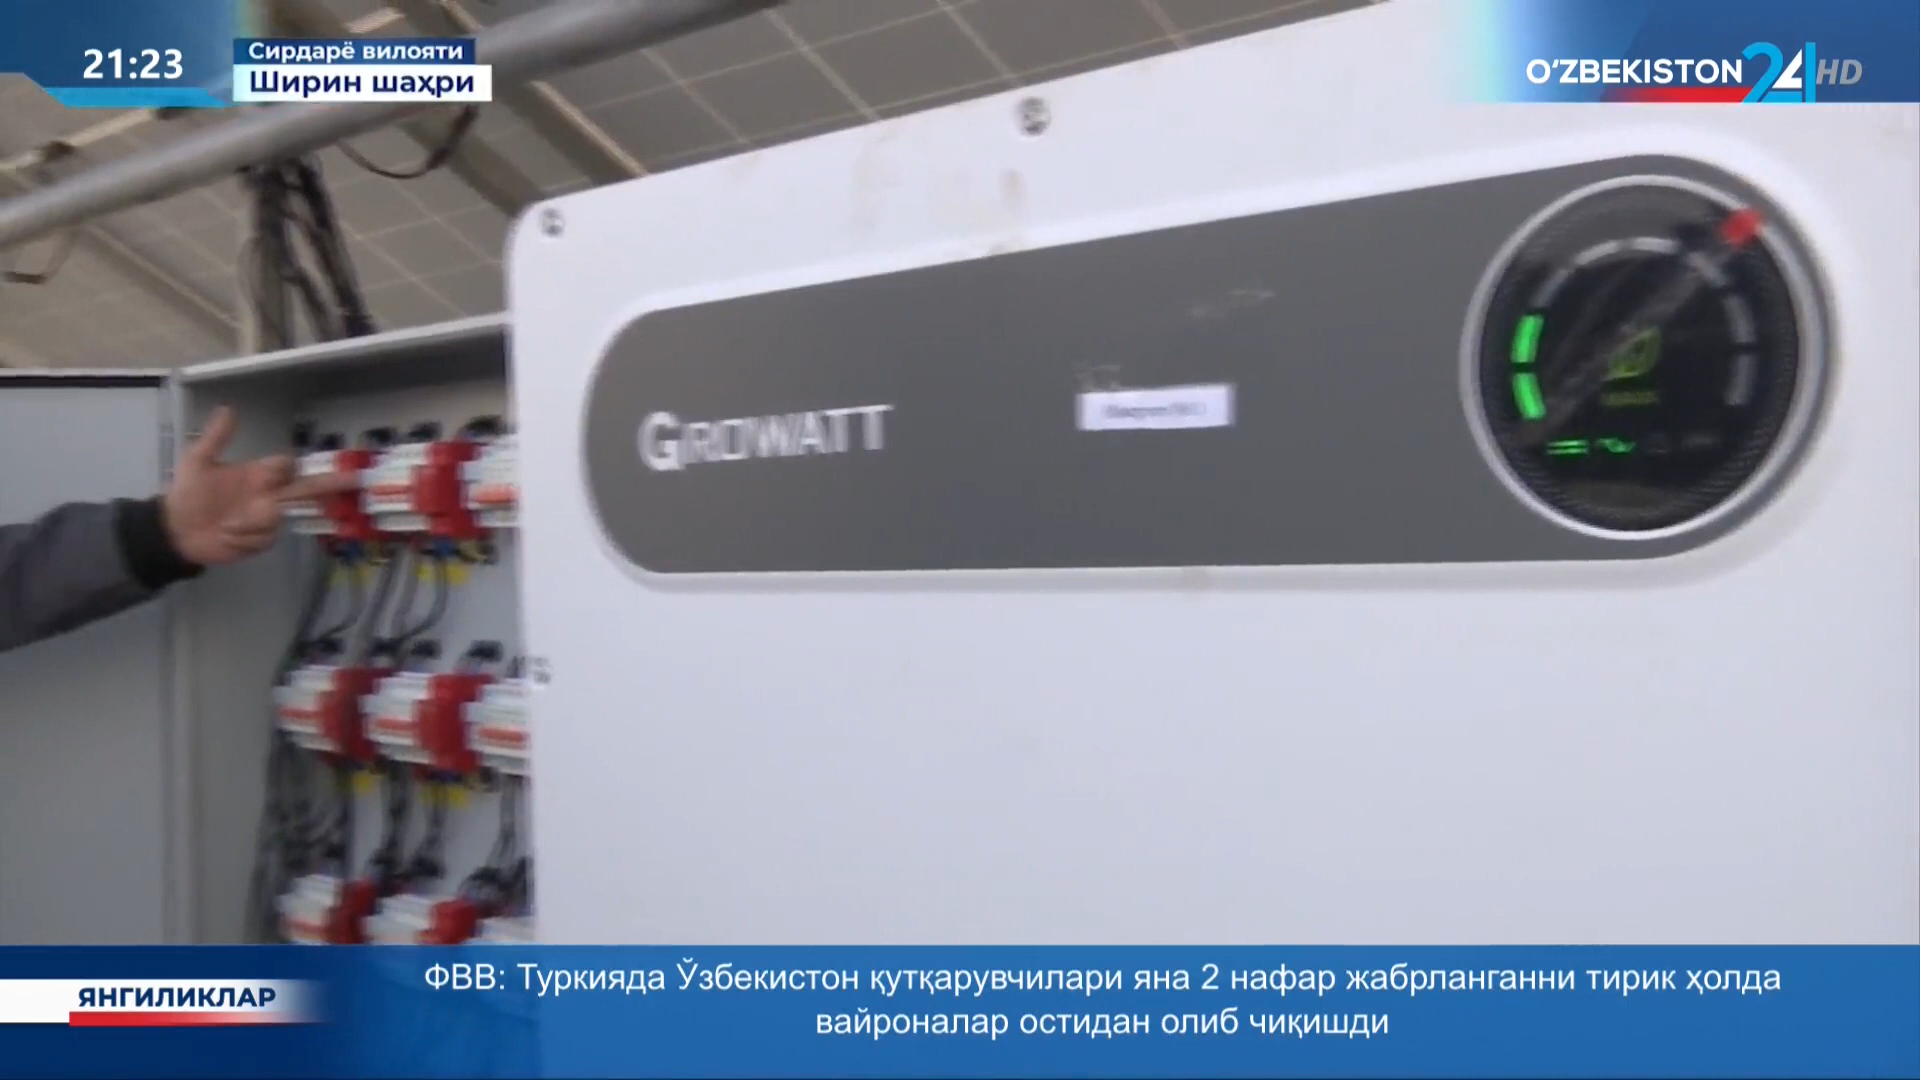 21:23
Сирдарё вилояти
Ширин шаҳри
O‘ZBEKISTON 24 HD
GROWATT
ЯНГИЛИКЛАР
ФВВ: Туркияда Ўзбекистон қутқарувчилари яна 2 нафар жабрланганни тирик ҳолда
вайроналар остидан олиб чиқишди